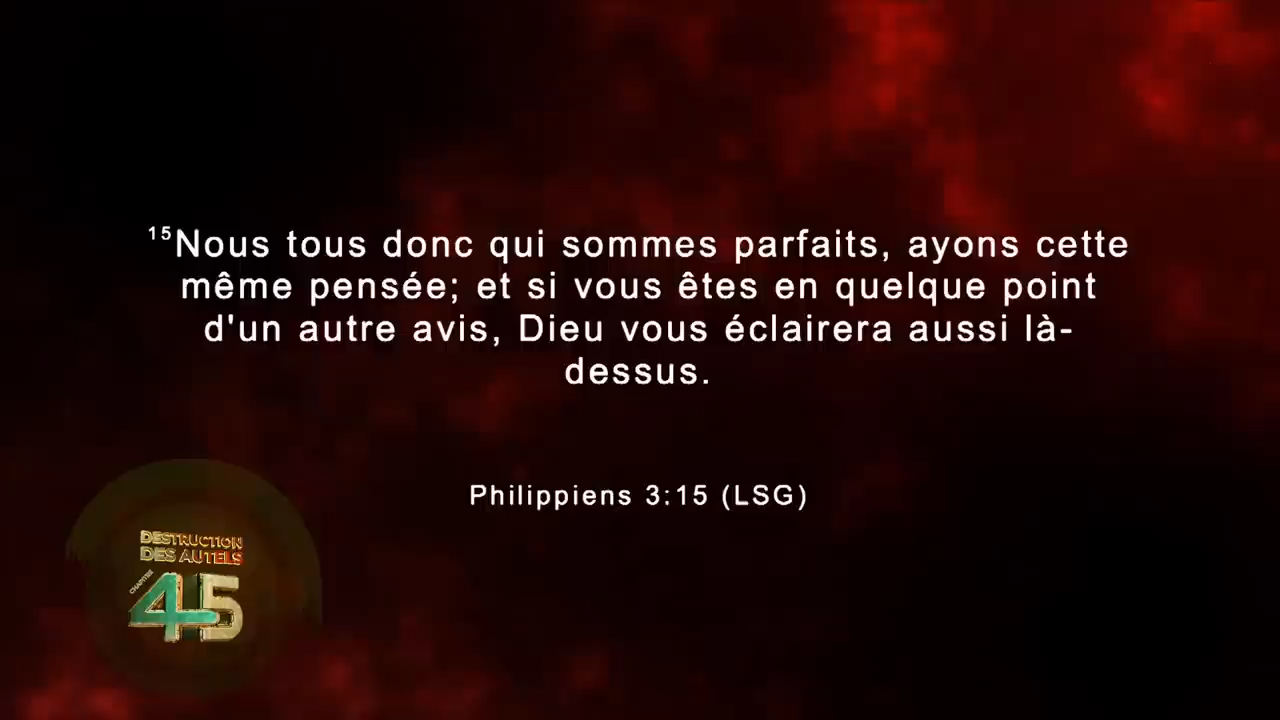 15Nous tous donc qui sommes parfaits, ayons cette
même pensée; et si vous êtes en quelque point
d'un autre avis, Dieu vous éclairera aussi là-
dessus.
Philippiens 3:15 (LSG)
DESTRUCTION
DES AUTELS
CHAPITRE
45